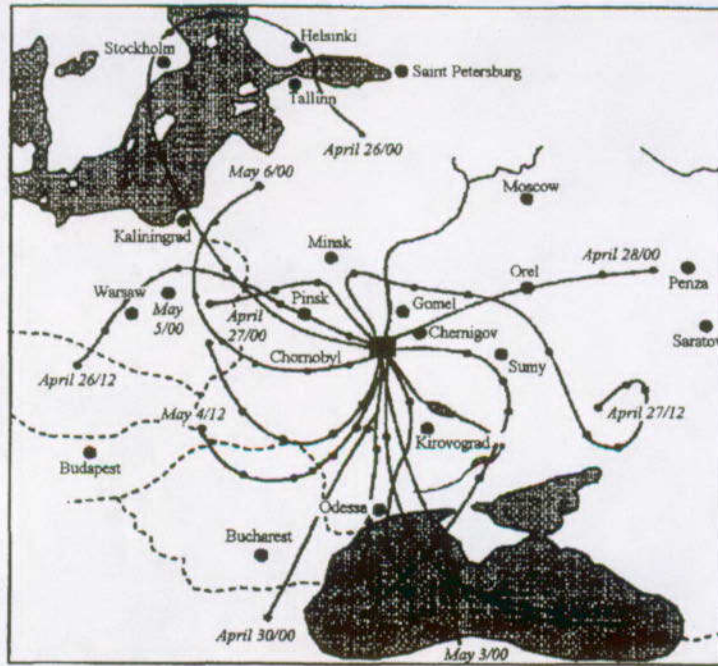 Helsinki
Stockholm
Saint Petersburg
Tallinn
April 26/00
May 6/00
Moscow
Kaliningrad
Minsk
April 28/00
Orel
Penza
Warsaw
May
5/00
April
27/00
Pinsk
Gomel
Chernigov
Saratov
Chornobyl
Sumy
April 26/12
May 4/12
April 27/12
Kirovograd
Budapest
Odessa
Bucharest
April 30/00
May 3/00